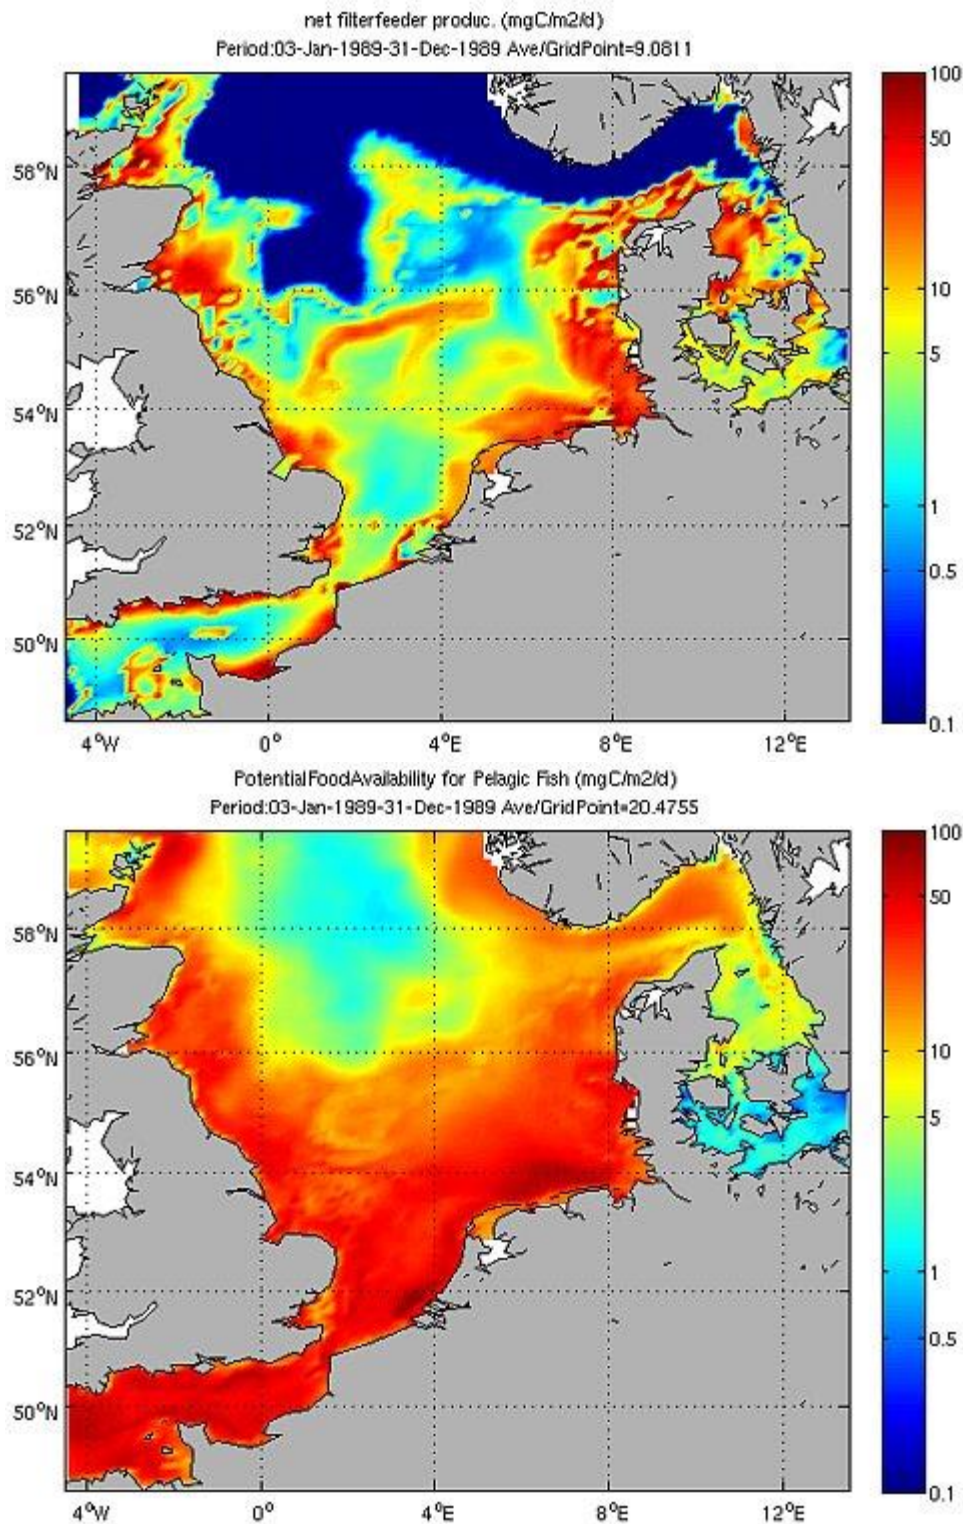 net filterfeeder produc. (mgC/m2/d)
Period:03-Jan-1989-31-Dec-1989 Ave/GridPoint=9.0811
100
50
58°N
10
56°N
5
54°N
1
52°N
0.5
50°N
0.1
4°W 0° 4°E 8°E 12°E
PotentialFoodAvailability for Pelagic Fish (mgC/m2/d)
Period:03-Jan-1989-31-Dec-1989 Ave/GridPoint=20.4755
100
50
58°N
10
56°N
5
54°N
1
52°N
0.5
50°N
0.1
4°W 0° 4°E 8°E 12°E